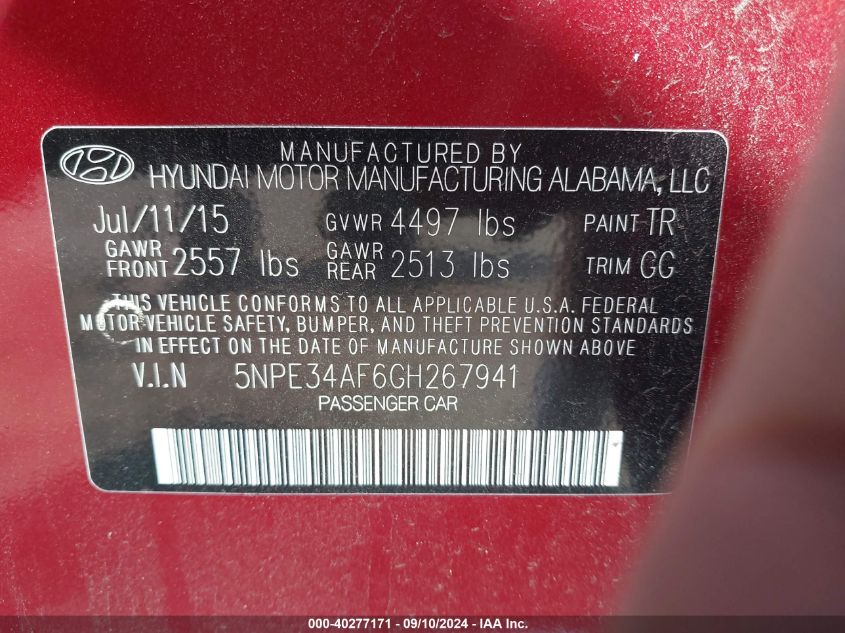 MANUFACTURED BY
HYUNDAI MOTOR MANUFACTURING ALABAMA, LLC
Jul/11/15 GVWR 4497 lbs PAINT TR
GAWR FRONT 2557 lbs GAWR REAR 2513 lbs TRIM GG
THIS VEHICLE CONFORMS TO ALL APPLICABLE U.S.A. FEDERAL
MOTOR VEHICLE SAFETY, BUMPER, AND THEFT PREVENTION STANDARDS
IN EFFECT ON THE DATE OF MANUFACTURE SHOWN ABOVE
V.I.N 5NPE34AF6GH267941
PASSENGER CAR
000-40277171 - 09/10/2024 - IAA Inc.